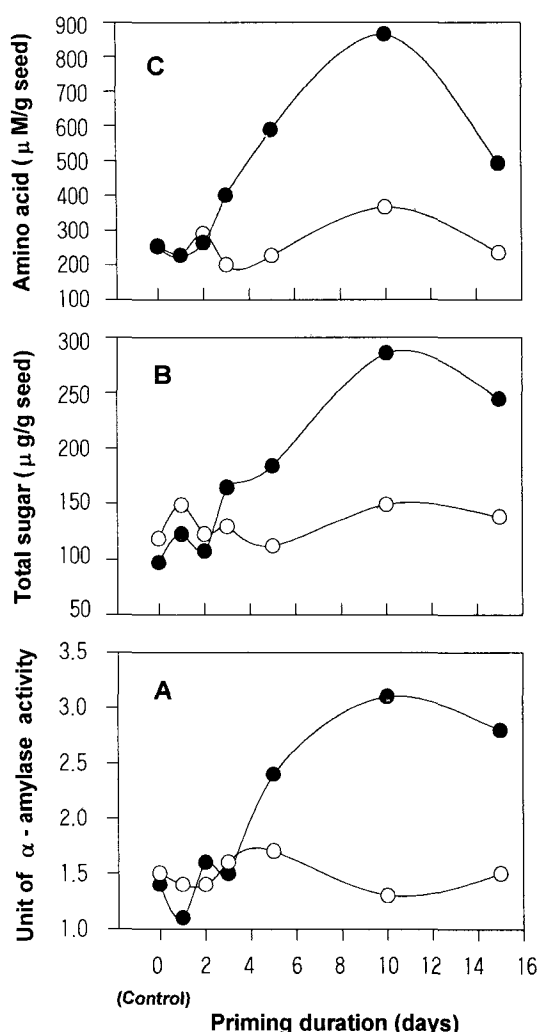 900
800
700
600
500
400
300
200
100
Amino acid ( μ M/g seed)
C
300
250
200
150
100
50
Total sugar ( μ g/g seed)
B
3.5
3.0
2.5
2.0
1.5
1.0
Unit of α - amylase activity
A
0 2 4 6 8 10 12 14 16
(Control)
Priming duration (days)